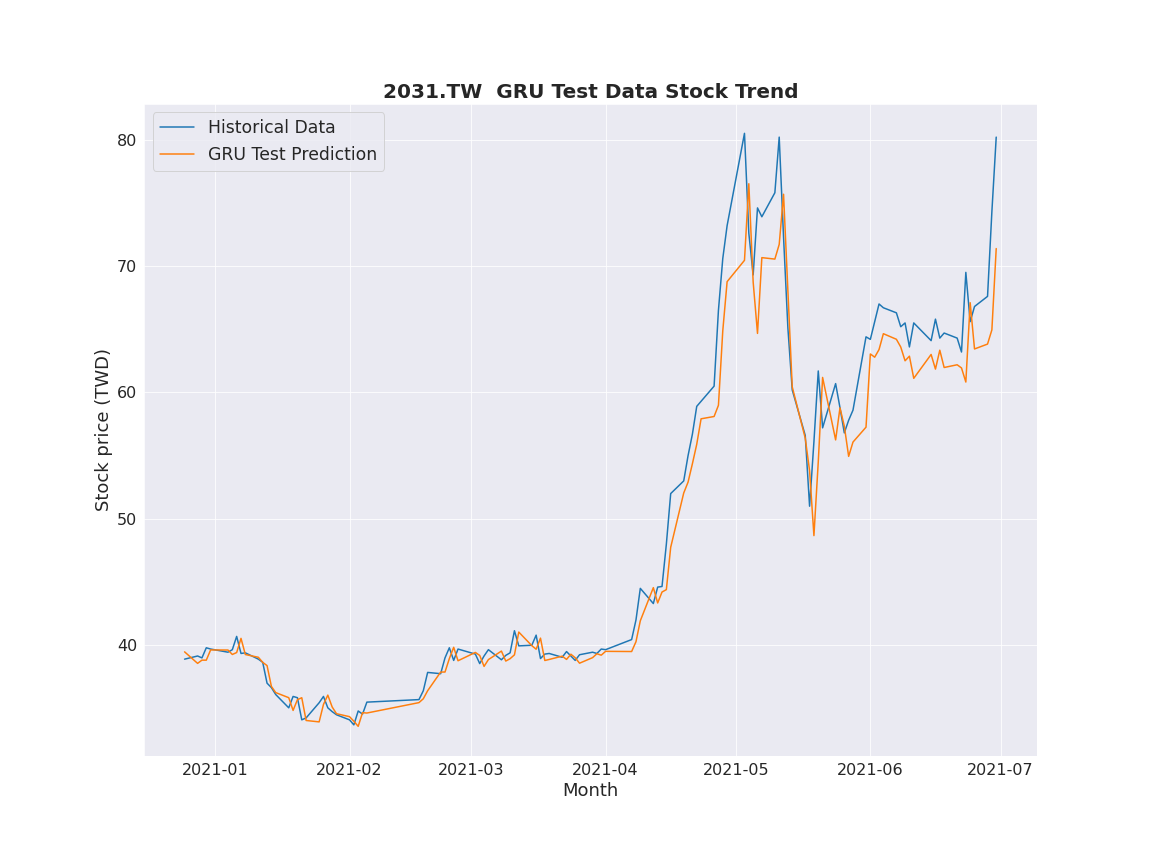 2031.TW  GRU Test Data Stock Trend
Historical Data
GRU Test Prediction
Stock price (TWD)
80
70
60
50
40
2021-01 2021-02 2021-03 2021-04 2021-05 2021-06 2021-07
Month